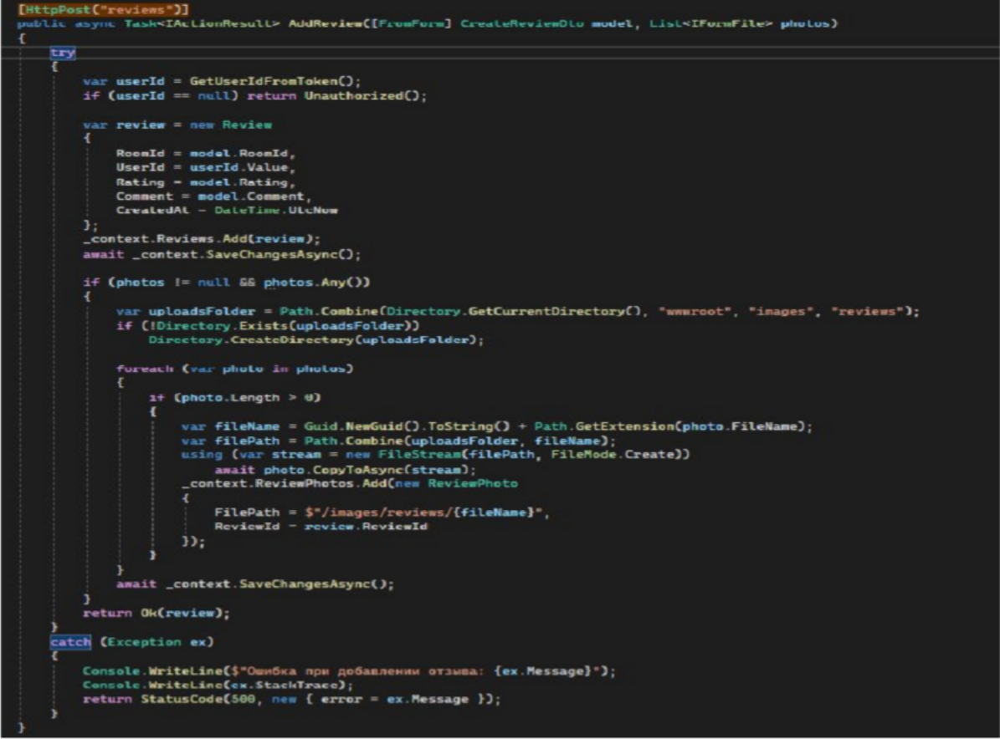 [HttpPost("reviews")]
public async Task<IActionResult> AddReview([FromForm] CreateReviewDto model, List<IFormFile> photos)
{
try
{
var userId = GetUserIdFromToken();
if (userId == null) return Unauthorized();
var review = new Review
{
RoomId = model.RoomId,
UserId = userId.Value,
Rating = model.Rating,
Comment = model.Comment,
CreatedAt = DateTime.UtcNow
};
_context.Reviews.Add(review);
await _context.SaveChangesAsync();
if (photos != null && photos.Any())
{
var uploadsFolder = Path.Combine(Directory.GetCurrentDirectory(), "wwwroot", "images", "reviews");
if (!Directory.Exists(uploadsFolder))
Directory.CreateDirectory(uploadsFolder);
foreach (var photo in photos)
{
if (photo.Length > 0)
{
var fileName = Guid.NewGuid().ToString() + Path.GetExtension(photo.FileName);
var filePath = Path.Combine(uploadsFolder, fileName);
using (var stream = new FileStream(filePath, FileMode.Create))
await photo.CopyToAsync(stream);
_context.ReviewPhotos.Add(new ReviewPhoto
{
FilePath = $"/images/reviews/{fileName}",
ReviewId = review.ReviewId
});
}
}
await _context.SaveChangesAsync();
}
return Ok(review);
}
catch (Exception ex)
{
Console.WriteLine($"Ошибка при добавлении отзыва: {ex.Message}");
Console.WriteLine(ex.StackTrace);
return StatusCode(500, new { error = ex.Message });
}
}